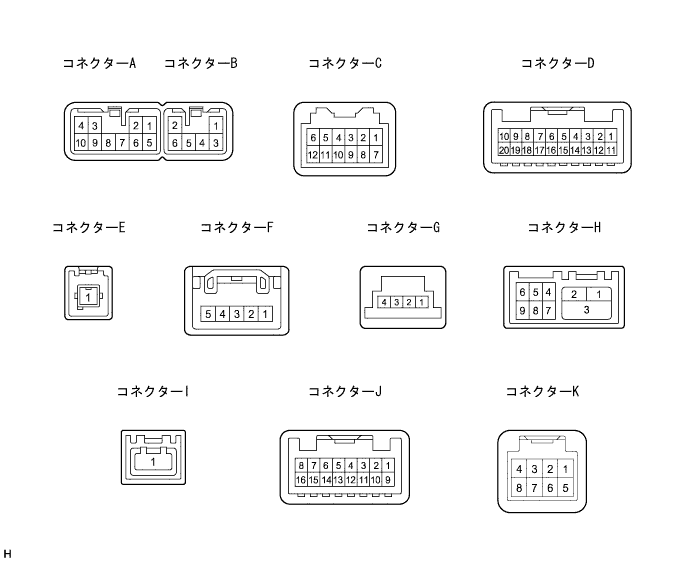 コネクターA コネクターB コネクターC コネクターD
4 3 2 1 2 1
10 9 8 7 6 5 6 5 4 3
6 5 4 3 2 1
12 11 10 9 8 7
10 9 8 7 6 5 4 3 2 1
20 19 18 17 16 15 14 13 12 11
コネクターE コネクターF コネクターG コネクターH
1
5 4 3 2 1
4 3 2 1
6 5 4 2 1
9 8 7 3
コネクターI コネクターJ コネクターK
1
8 7 6 5 4 3 2 1
16 15 14 13 12 11 10 9
4 3 2 1
8 7 6 5
H